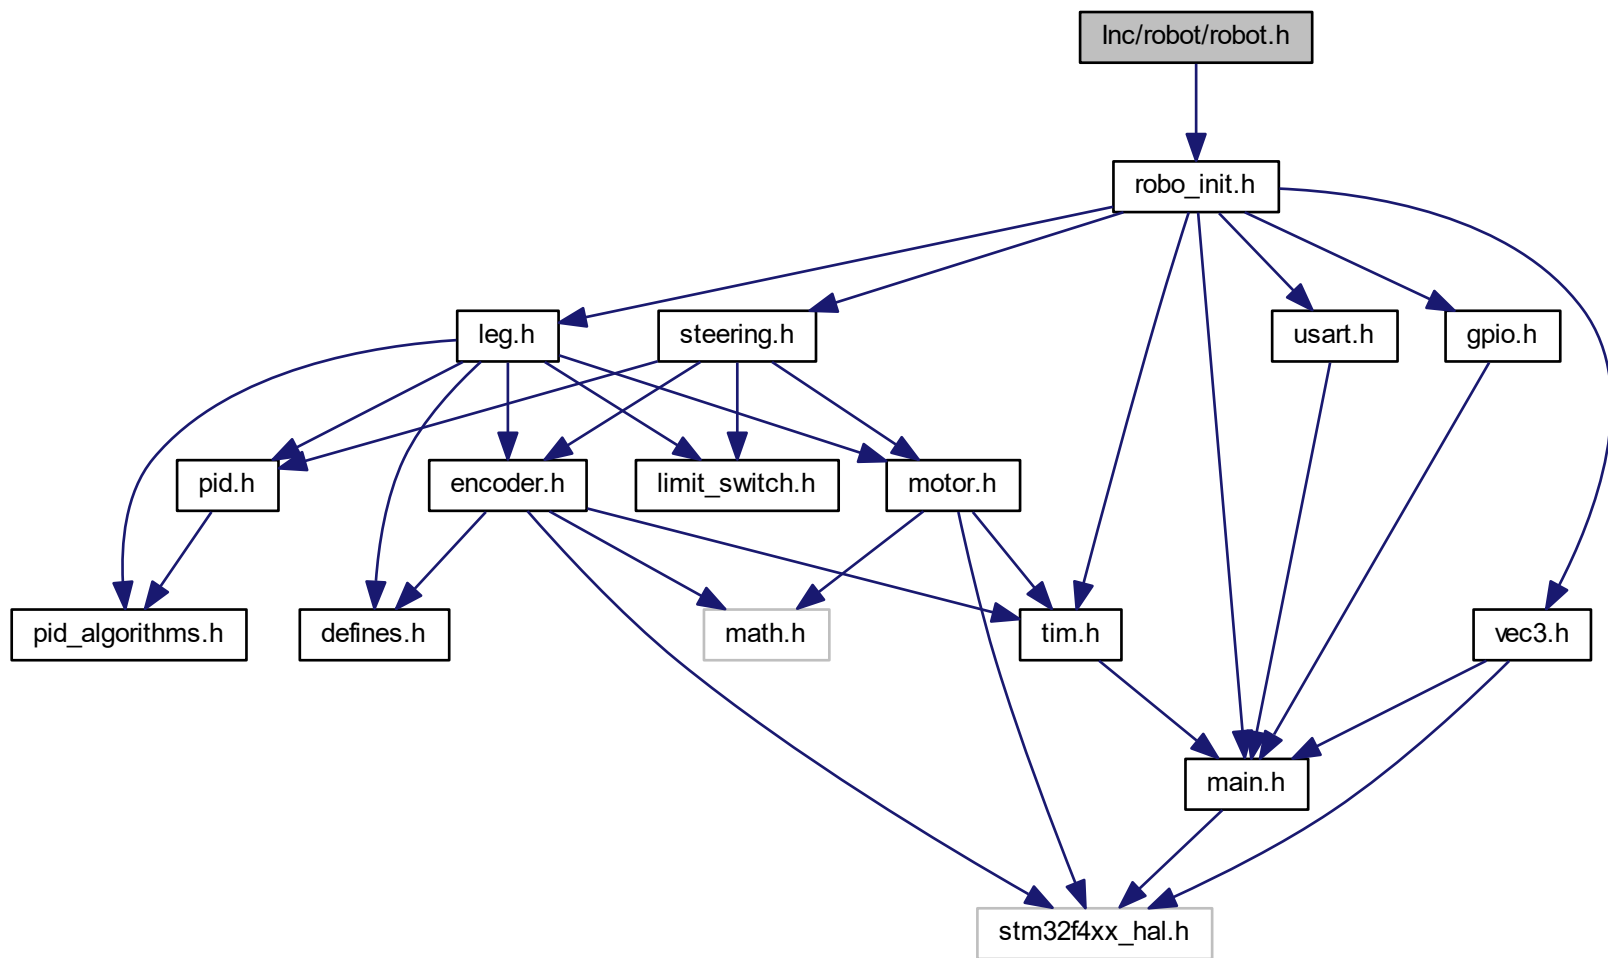 Inc/robot/robot.h
robo_init.h
leg.h
steering.h
usart.h
gpio.h
pid.h
encoder.h
limit_switch.h
motor.h
pid_algorithms.h
defines.h
math.h
tim.h
vec3.h
main.h
stm32f4xx_hal.h